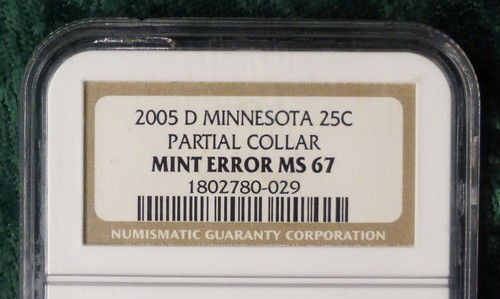 2005 D MINNESOTA 25C
PARTIAL COLLAR
MINT ERROR MS 67
1802780-029
NUMISMATIC GUARANTY CORPORATION